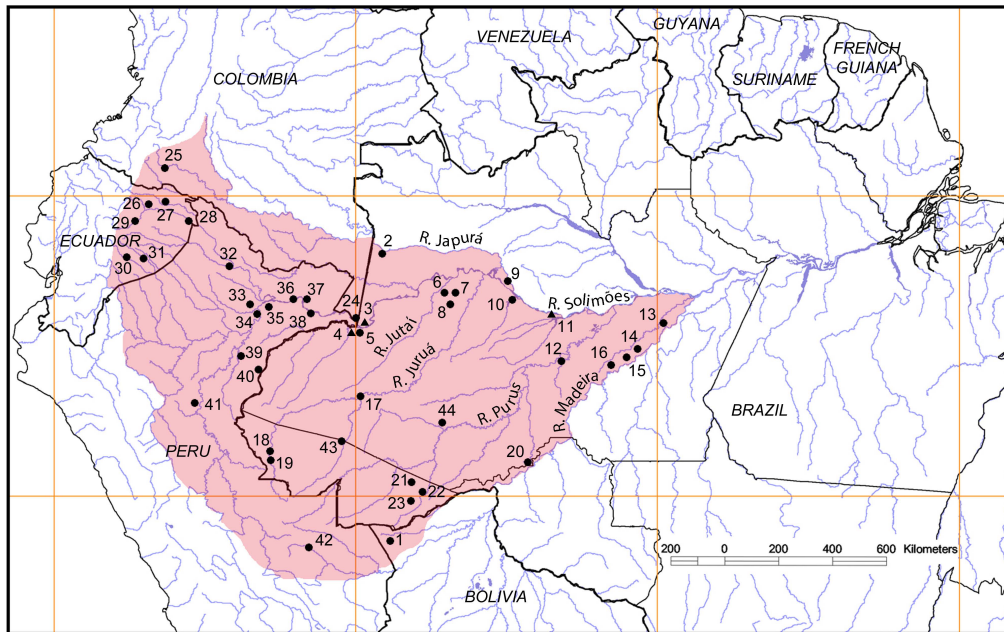 GUYANA
VENEZUELA
FRENCH
GUIANA
SURINAME
COLOMBIA
25
26
27
28
29
ECUADOR
30
31
32
2
R. Japurá
9
6
7
8
10
R. Solimões
11
36
37
33
34
35
38
24
3
4
5
R. Jutaí
13
14
15
16
12
39
40
R. Juruá
R. Madeira
41
17
44
R. Purus
BRAZIL
PERU
18
19
43
20
21
22
23
42
1
200 0 200 400 600 Kilometers
BOLIVIA